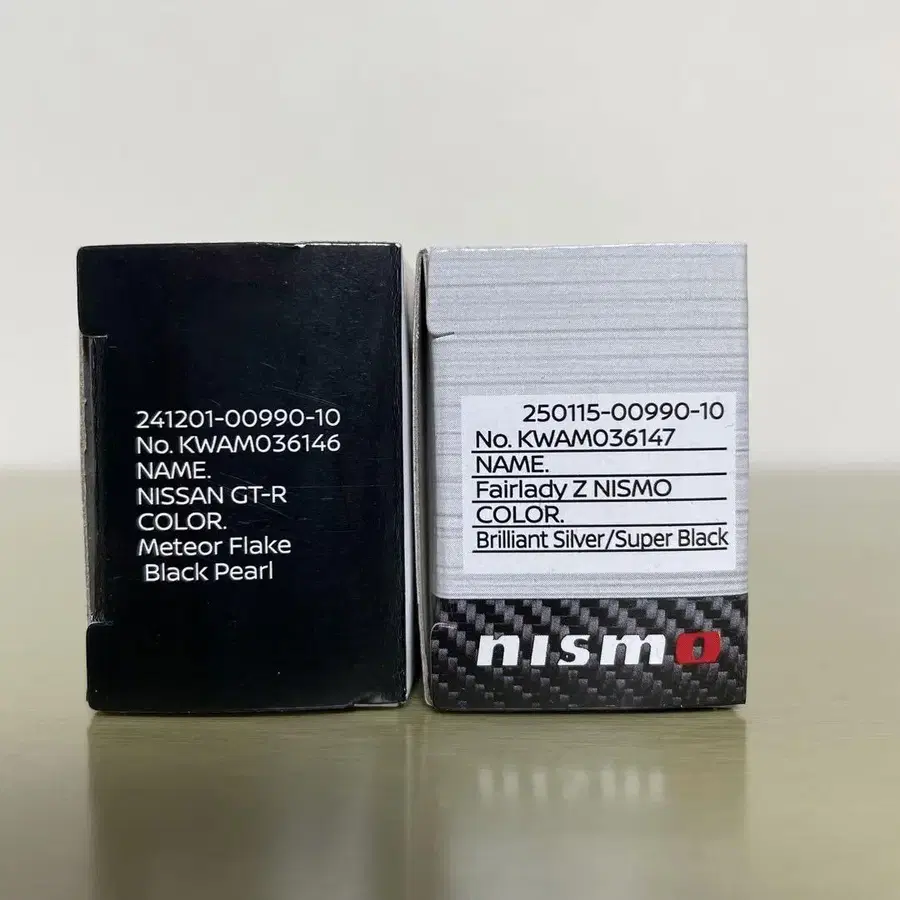 241201-00990-10
No. KWAM036146
NAME.
NISSAN GT-R
COLOR.
Meteor Flake
Black Pearl
250115-00990-10
No. KWAM036147
NAME.
Fairlady Z NISMO
COLOR.
Brilliant Silver/Super Black
nismo